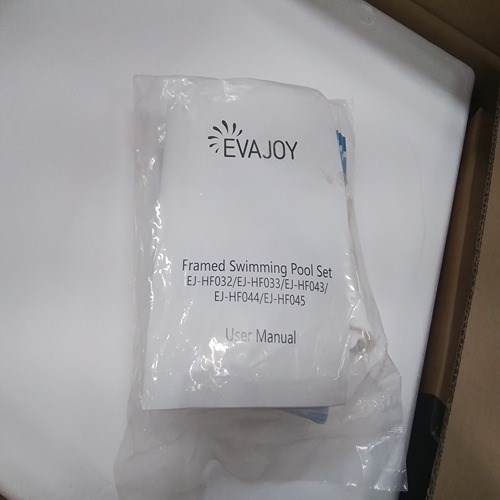 EVAJOY
Framed Swimming Pool Set
EJ-HF032/EJ-HF033/EJ-HF043/
EJ-HF044/EJ-HF045
User Manual